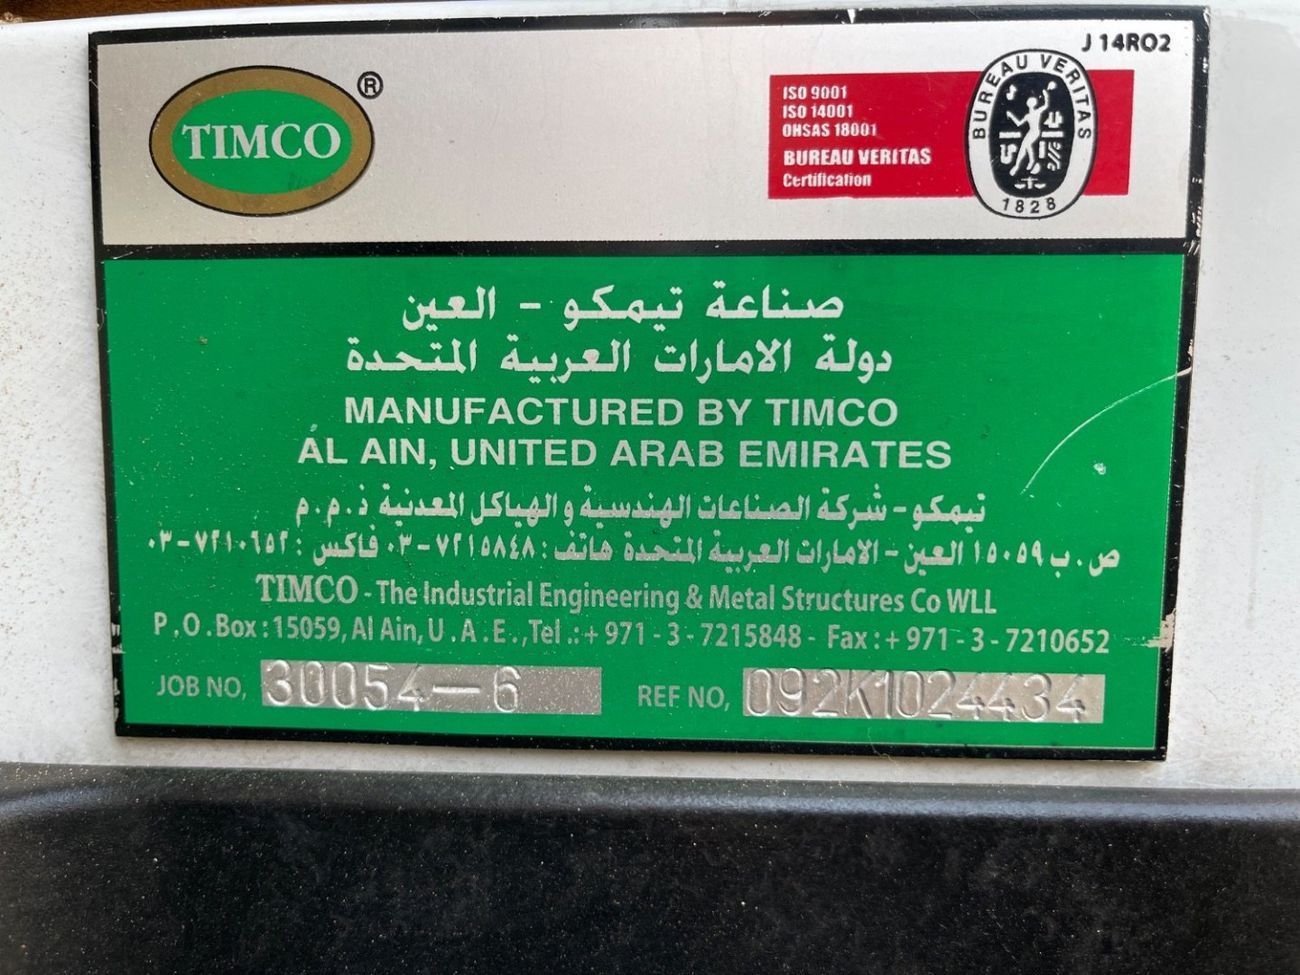 J 14RO2
TIMCO ®
ISO 9001
ISO 14001
OHSAS 18001
BUREAU VERITAS
Certification
BUREAU VERITAS
1828
صناعة تيمكو - العين
دولة الامارات العربية المتحدة
MANUFACTURED BY TIMCO
AL AIN, UNITED ARAB EMIRATES
تيمكو - شركة الصناعات الهندسية و الهياكل المعدنية ذ.م.م
ص.ب ١٥٠٥٩ العين - الامارات العربية المتحدة هاتف : ٧٢١٥٨٤٨-٠٣ فاكس : ٧٢١٠٦٥٢-٠٣
TIMCO - The Industrial Engineering & Metal Structures Co WLL
P.O.Box : 15059, Al Ain, U.A.E., Tel .: + 971 - 3 - 7215848 - Fax : + 971 - 3 - 7210652
JOB NO, 30054-6 REF NO, 092K1024434